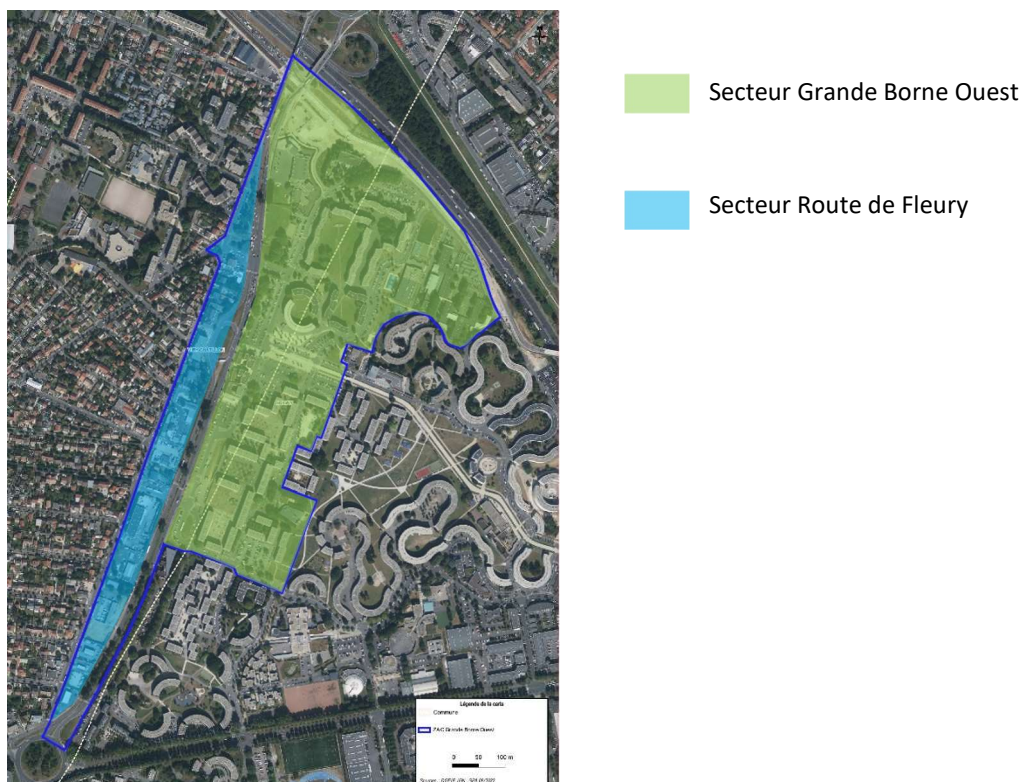 Secteur Grande Borne Ouest
Secteur Route de Fleury
Légende de la carte
Commune
ZAC Grande Borne Ouest
0 50 100 m